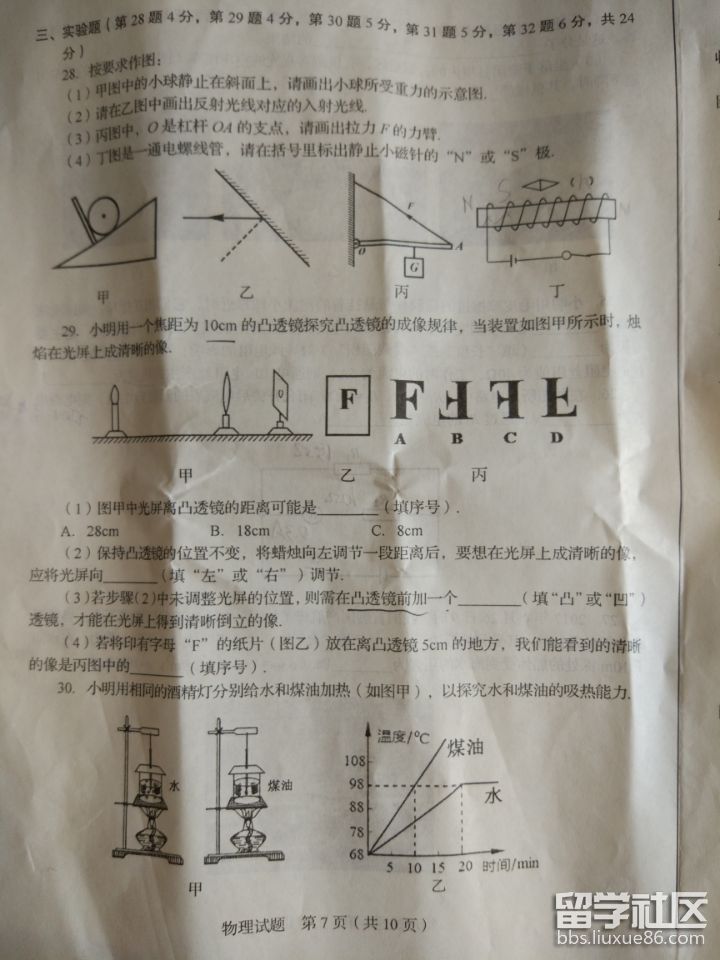 三、实验题(第28题4分，第29题4分，第30题5分，第31题5分，第32题6分，共24
分)
28. 按要求作图：
(1)甲图中的小球静止在斜面上，请画出小球所受重力的示意图.
(2)请在乙图中画出反射光线对应的入射光线.
(3)丙图中，O是杠杆OA的支点，请画出拉力F的力臂.
(4)丁图是一通电螺线管，请在括号里标出静止小磁针的“N”或“S”极.
S ( )
N
F
O A
G
甲 乙 丙 丁
29. 小明用一个焦距为10cm的凸透镜探究凸透镜的成像规律，当装置如图甲所示时，烛
焰在光屏上成清晰的像.
F
A B C D
甲 乙 丙
(1)图甲中光屏离凸透镜的距离可能是________(填序号).
A. 28cm B. 18cm C. 8cm
(2)保持凸透镜的位置不变，将蜡烛向左调节一段距离后，要想在光屏上成清晰的像，
应将光屏向______(填“左”或“右”)调节.
(3)若步骤(2)中未调整光屏的位置，则需在凸透镜前加一个________(填“凸”或“凹”)
透镜，才能在光屏上得到清晰倒立的像.
(4)若将印有字母“F”的纸片(图乙)放在离凸透镜5cm的地方，我们能看到的清晰
的像是丙图中的______(填序号).
30. 小明用相同的酒精灯分别给水和煤油加热(如图甲)，以探究水和煤油的吸热能力.
水 煤油
温度/℃
煤油
水
108
98
88
78
68
5 10 15 20 时间/min
甲 乙
物理试题 第7页(共10页)
留学社区
bbs.liuxue86.com